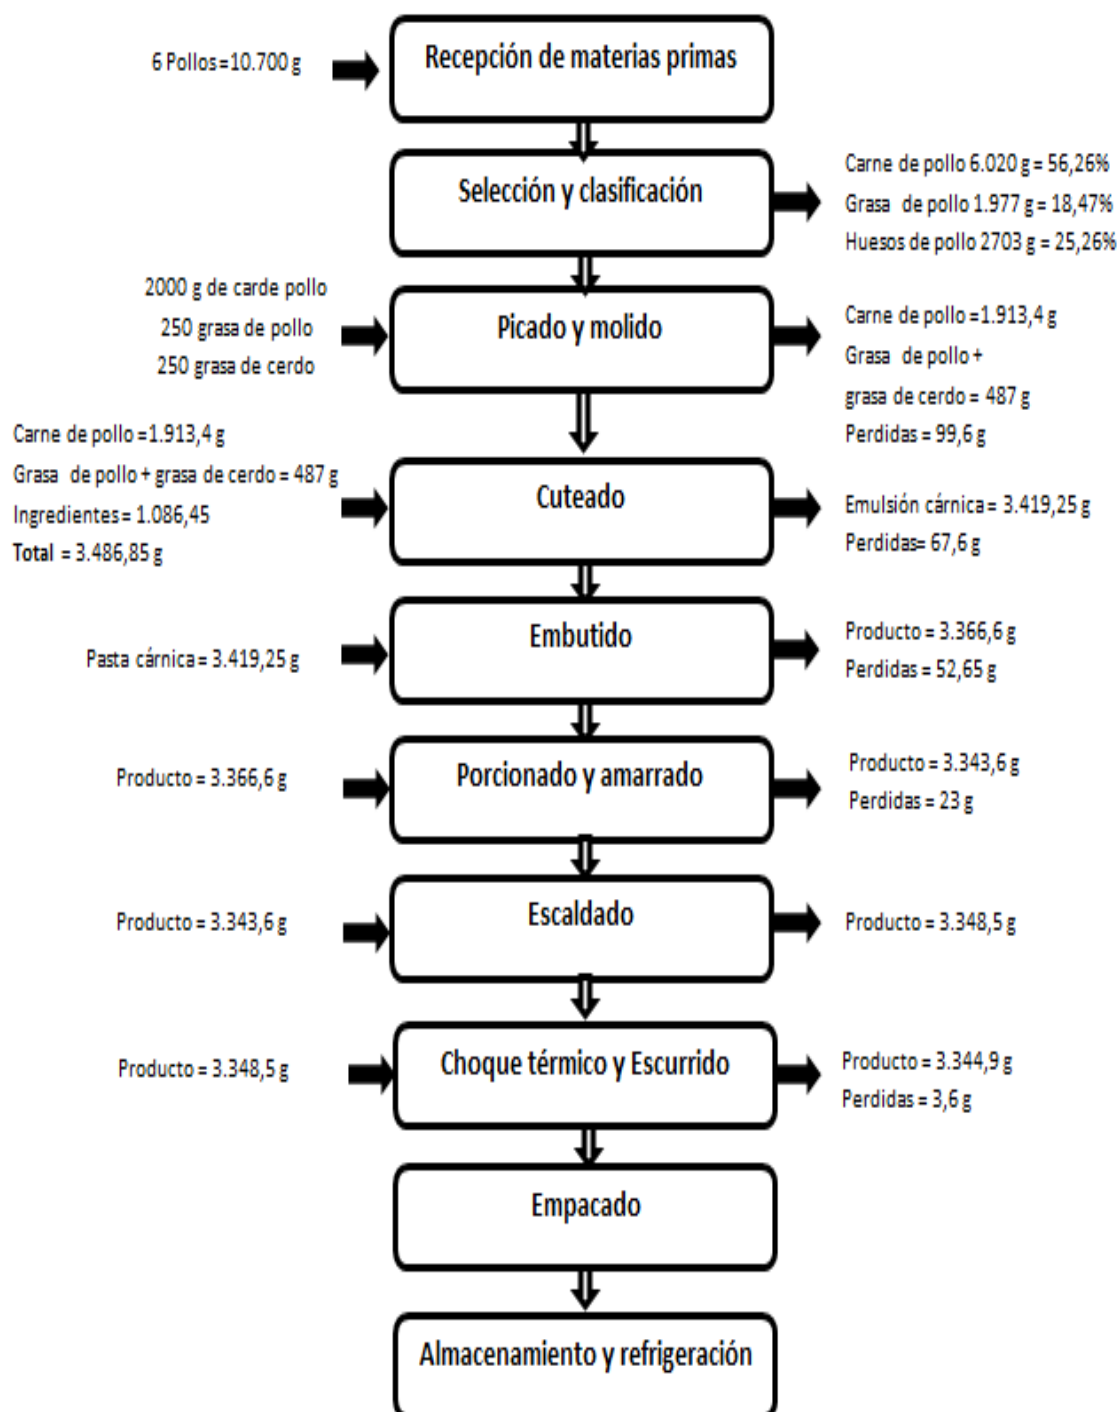 6 Pollos =10.700 g
Recepción de materias primas
Selección y clasificación
Carne de pollo 6.020 g = 56,26%
Grasa de pollo 1.977 g = 18,47%
Huesos de pollo 2703 g = 25,26%
2000 g de carde pollo
250 grasa de pollo
250 grasa de cerdo
Picado y molido
Carne de pollo =1.913,4 g
Grasa de pollo +
grasa de cerdo = 487 g
Perdidas = 99,6 g
Carne de pollo =1.913,4 g
Grasa de pollo + grasa de cerdo = 487 g
Ingredientes = 1.086,45
Total = 3.486,85 g
Cuteado
Emulsión cárnica = 3.419,25 g
Perdidas= 67,6 g
Pasta cárnica = 3.419,25 g
Embutido
Producto = 3.366,6 g
Perdidas = 52,65 g
Producto = 3.366,6 g
Porcionado y amarrado
Producto = 3.343,6 g
Perdidas = 23 g
Producto = 3.343,6 g
Escaldado
Producto = 3.348,5 g
Producto = 3.348,5 g
Choque térmico y Escurrido
Producto = 3.344,9 g
Perdidas = 3,6 g
Empacado
Almacenamiento y refrigeración